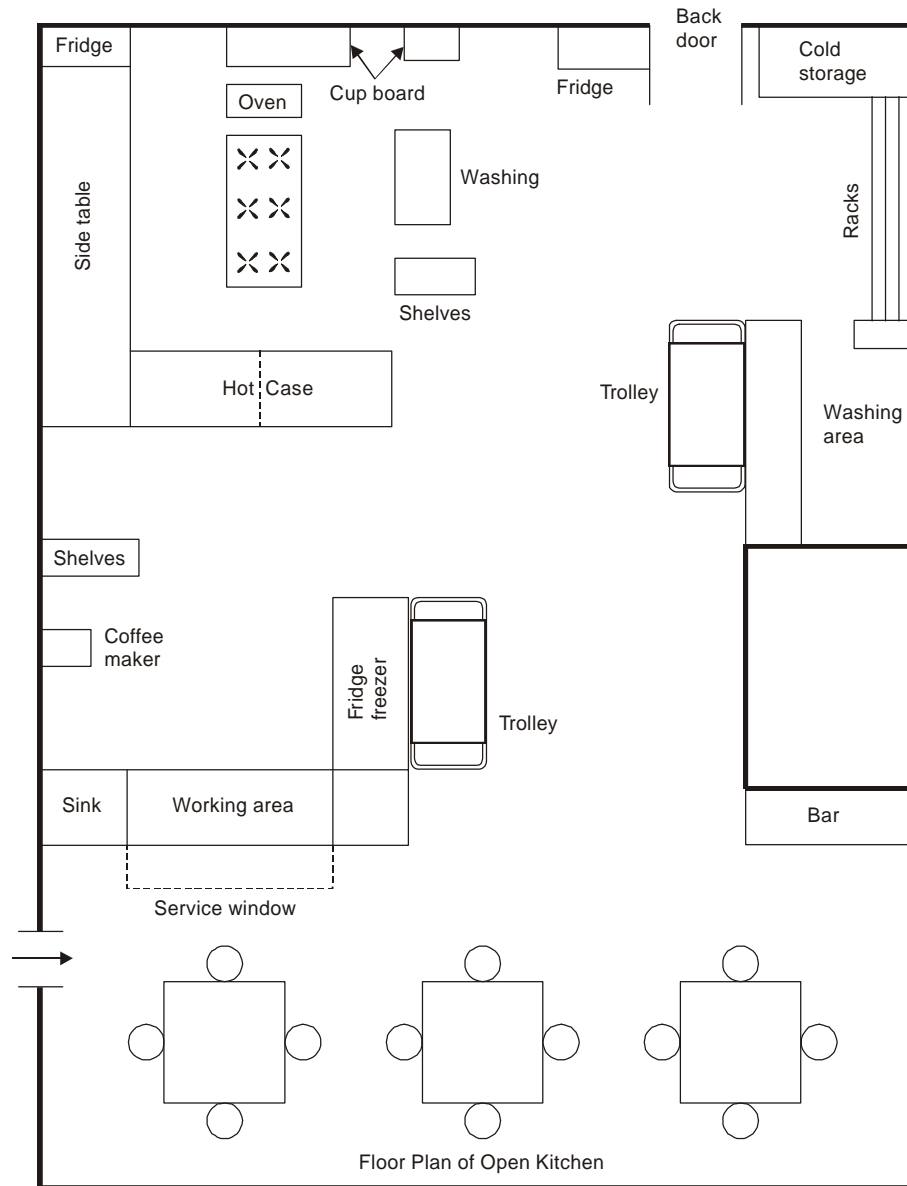 Back
door
Fridge
Cold
storage
Cup board
Fridge
Oven
Washing
Side table
Racks
Shelves
Hot Case
Trolley
Washing
area
Shelves
Coffee
maker
Fridge
freezer
Trolley
Sink
Working area
Bar
Service window
Floor Plan of Open Kitchen